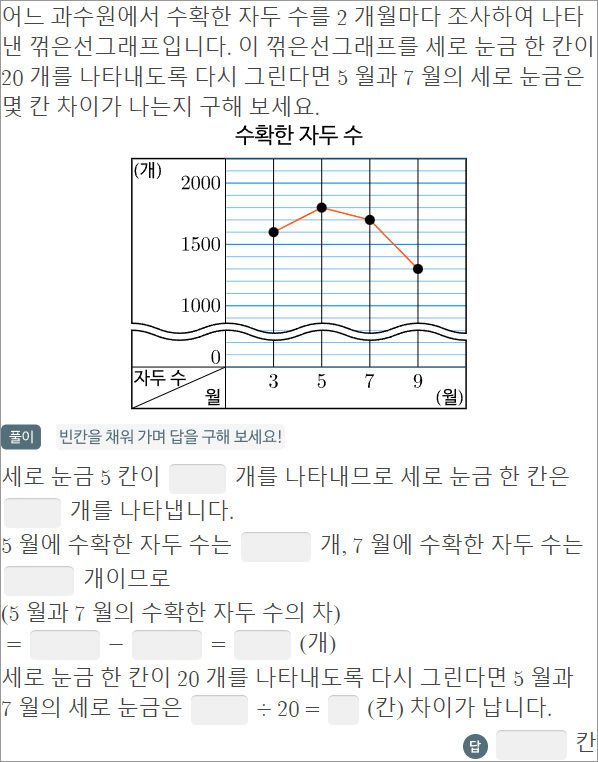 어느 과수원에서 수확한 자두 수를 2 개월마다 조사하여 나타
낸 꺾은선그래프입니다. 이 꺾은선그래프를 세로 눈금 한 칸이
20 개를 나타내도록 다시 그린다면 5 월과 7 월의 세로 눈금은
몇 칸 차이가 나는지 구해 보세요.
수확한 자두 수
(개)
2000
1500
1000
0
자두 수
월
3 5 7 9
(월)
풀이 빈칸을 채워 가며 답을 구해 보세요!
세로 눈금 5 칸이 개를 나타내므로 세로 눈금 한 칸은
개를 나타냅니다.
5 월에 수확한 자두 수는 개, 7 월에 수확한 자두 수는
개이므로
(5 월과 7 월의 수확한 자두 수의 차)
= − = (개)
세로 눈금 한 칸이 20 개를 나타내도록 다시 그린다면 5 월과
7 월의 세로 눈금은 ÷ 20 = (칸) 차이가 납니다.
답 칸